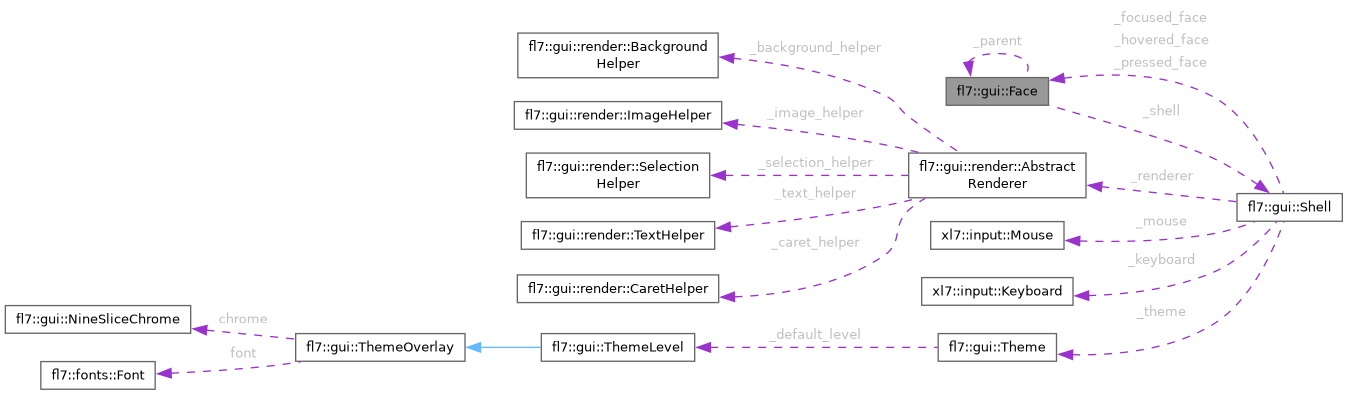 _focused_face
_hovered_face
_pressed_face
_parent
fl7::gui::render::Background
Helper
_background_helper
fl7::gui::Face
fl7::gui::render::ImageHelper
_image_helper
_shell
fl7::gui::render::Selection
Helper
_selection_helper
fl7::gui::render::Abstract
Renderer
_renderer
_text_helper
fl7::gui::Shell
fl7::gui::render::TextHelper
_caret_helper
xl7::input::Mouse
_mouse
fl7::gui::render::CaretHelper
xl7::input::Keyboard
_keyboard
fl7::gui::NineSliceChrome
chrome
_theme
fl7::gui::ThemeOverlay
fl7::gui::ThemeLevel
_default_level
fl7::gui::Theme
font
fl7::fonts::Font